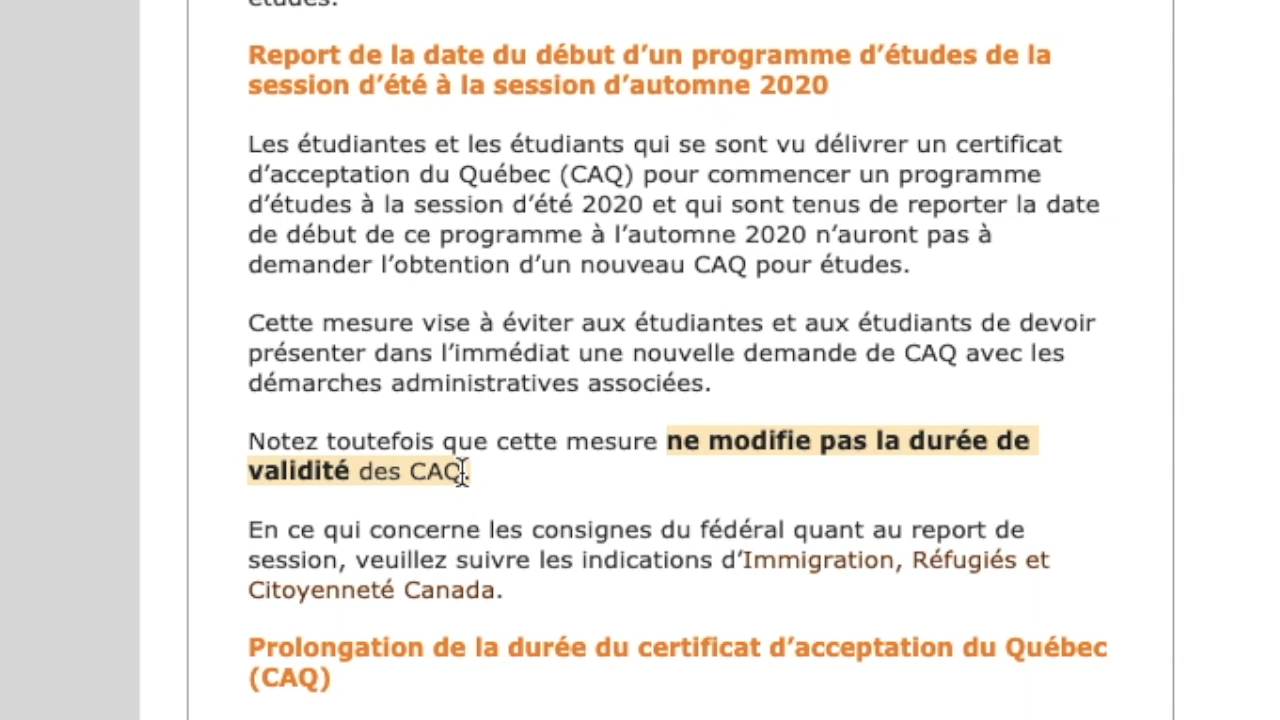 études.
Report de la date du début d’un programme d’études de la
session d’été à la session d’automne 2020
Les étudiantes et les étudiants qui se sont vu délivrer un certificat
d’acceptation du Québec (CAQ) pour commencer un programme
d’études à la session d’été 2020 et qui sont tenus de reporter la date
de début de ce programme à l’automne 2020 n’auront pas à
demander l’obtention d’un nouveau CAQ pour études.
Cette mesure vise à éviter aux étudiantes et aux étudiants de devoir
présenter dans l’immédiat une nouvelle demande de CAQ avec les
démarches administratives associées.
Notez toutefois que cette mesure ne modifie pas la durée de
validité des CAQ.
En ce qui concerne les consignes du fédéral quant au report de
session, veuillez suivre les indications d’Immigration, Réfugiés et
Citoyenneté Canada.
Prolongation de la durée du certificat d’acceptation du Québec
(CAQ)